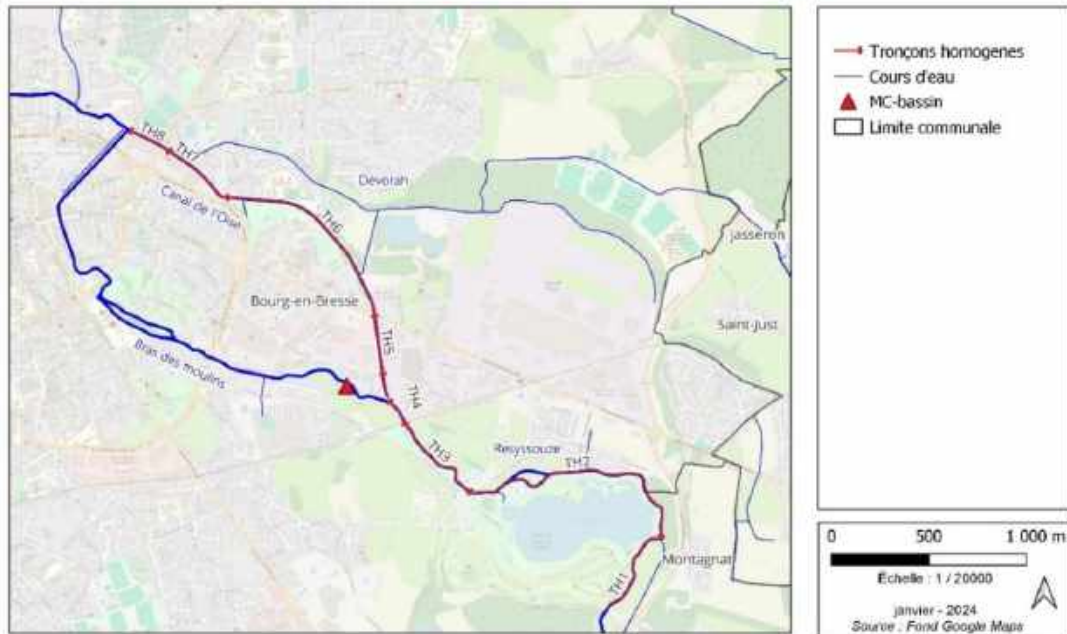 TH8
TH7
Canal de l'Oise
Devorah
TH6
Jasseron
Bourg-en-Bresse
Saint-Just
TH5
Bras des moulins
TH4
TH3
Reyssouze
TH2
Montagnat
TH1
Tronçons homogenes
Cours d'eau
MC-bassin
Limite communale
0 500 1 000 m
Échelle : 1 / 20000
janvier - 2024
Source : Fond Google Maps